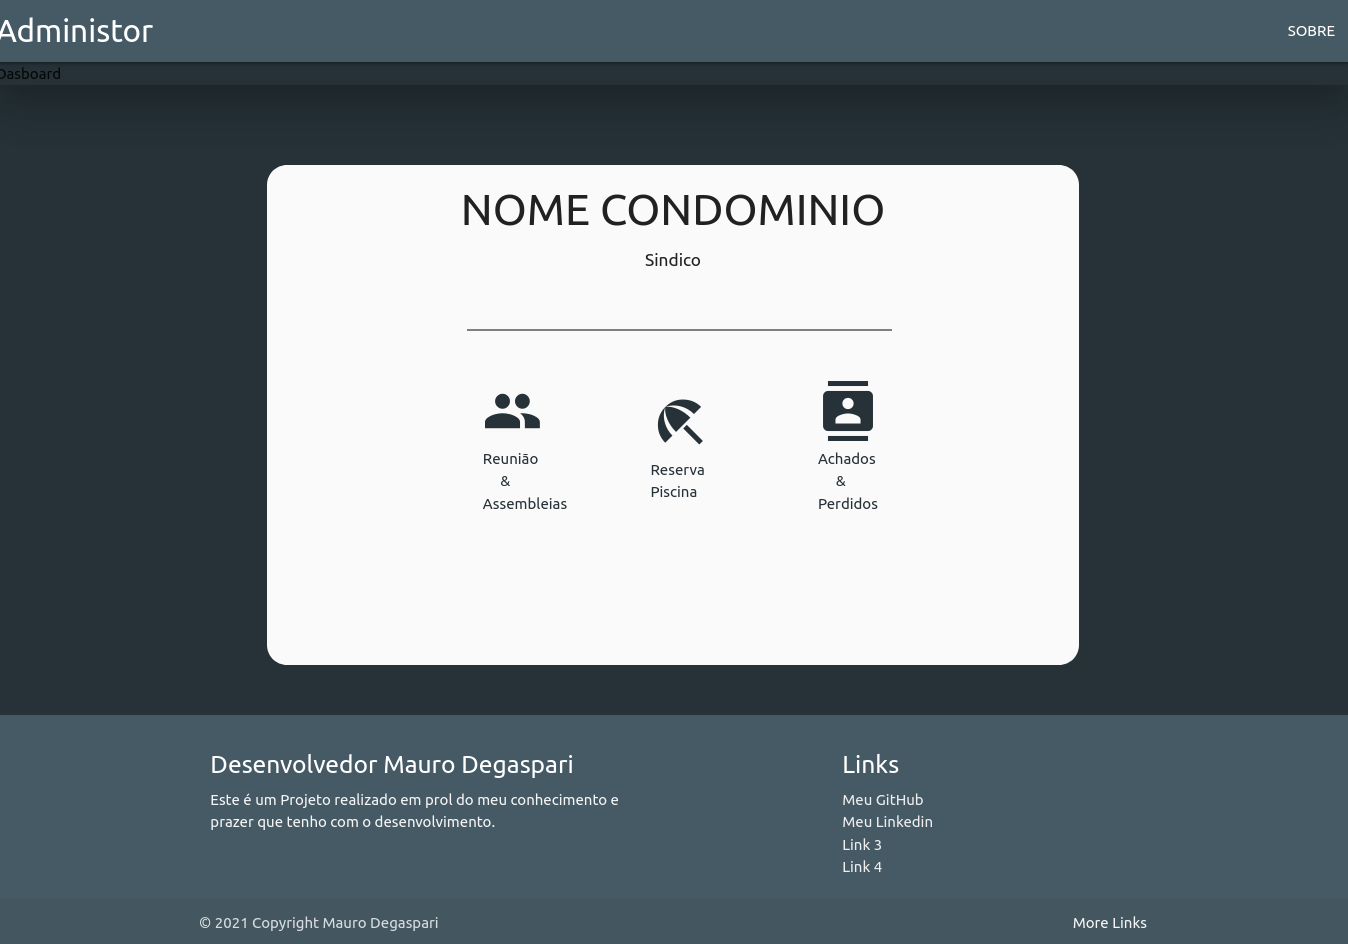 Administor
SOBRE
Dasboard
NOME CONDOMINIO
Sindico
Reunião
&
Assembleias
Reserva
Piscina
Achados
&
Perdidos
Desenvolvedor Mauro Degaspari
Este é um Projeto realizado em prol do meu conhecimento e
prazer que tenho com o desenvolvimento.
Links
Meu GitHub
Meu Linkedin
Link 3
Link 4
© 2021 Copyright Mauro Degaspari
More Links